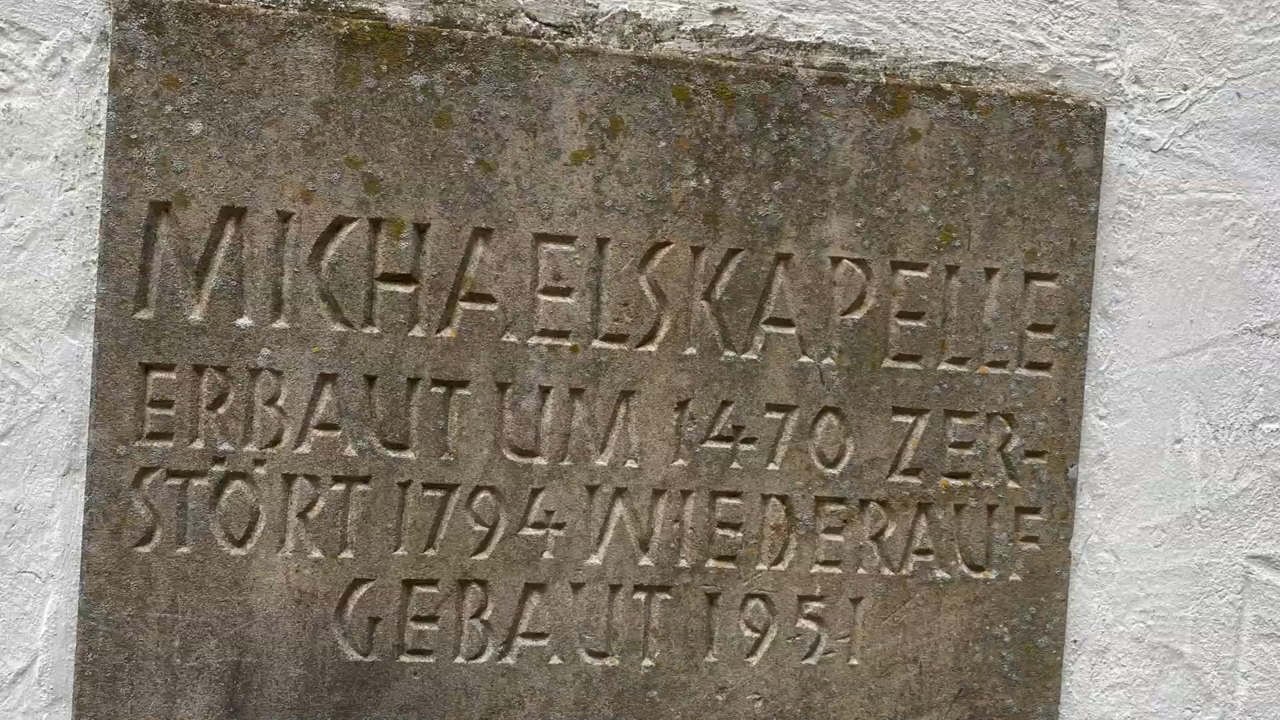 MICHAELSKAPELLE
ERBAUT UM 1470 ZER-
STÖRT 1794 WIEDERAUF
GEBAUT 1951